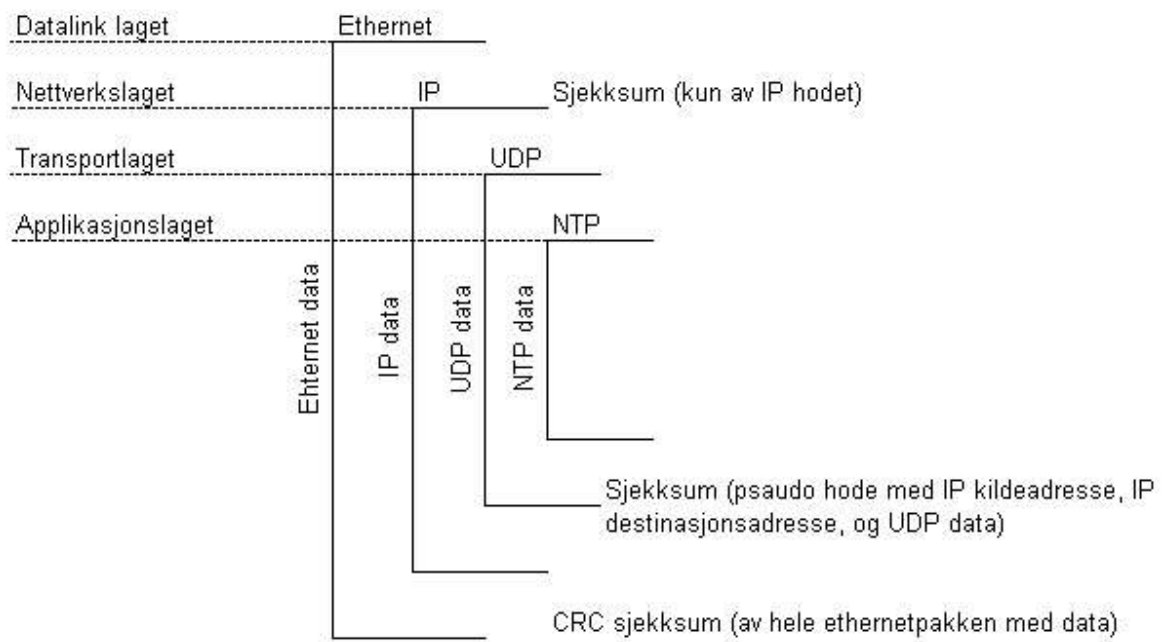 Datalink laget Ethernet
Nettverkslaget IP Sjekksum (kun av IP hodet)
Transportlaget UDP
Applikasjonslaget NTP
Ehternet data
IP data
UDP data
NTP data
Sjekksum (psaudo hode med IP kildeadresse, IP
destinasjonsadresse, og UDP data)
CRC sjekksum (av hele ethernetpakken med data)